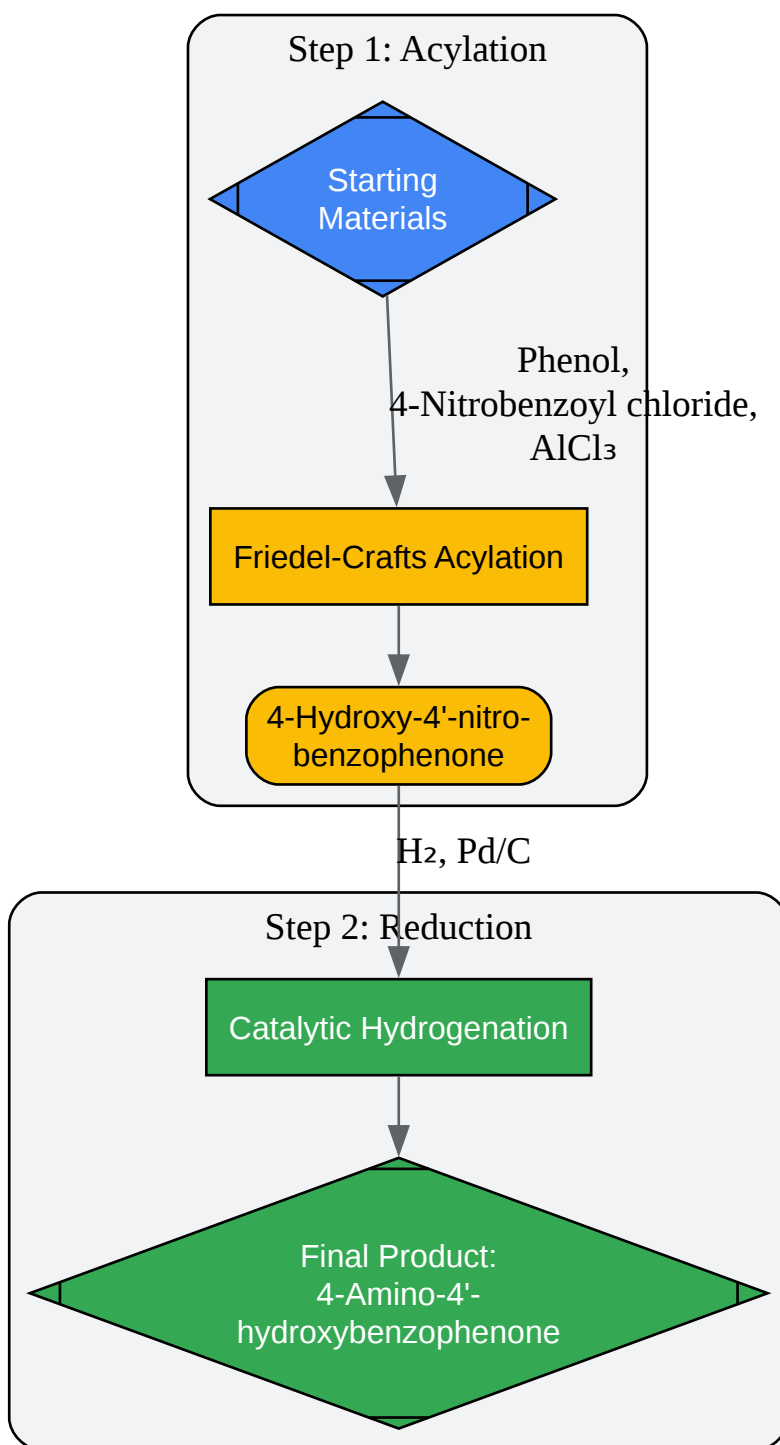 Step 1: Acylation
Starting
Materials
Phenol,
4-Nitrobenzoyl chloride,
AlCl₃
Friedel-Crafts Acylation
4-Hydroxy-4'-nitro-
benzophenone
H₂, Pd/C
Step 2: Reduction
Catalytic Hydrogenation
Final Product:
4-Amino-4'-
hydroxybenzophenone